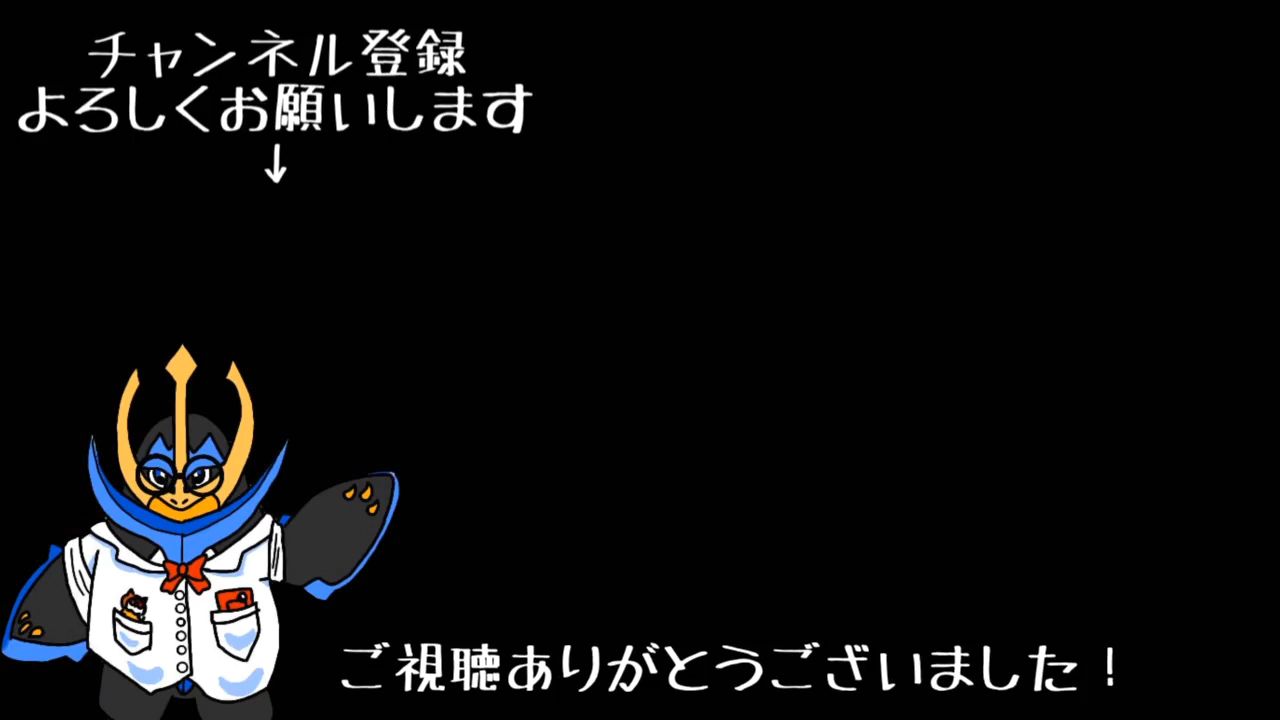 チャンネル登録
よろしくお願いします
↓
ご視聴ありがとうございました！